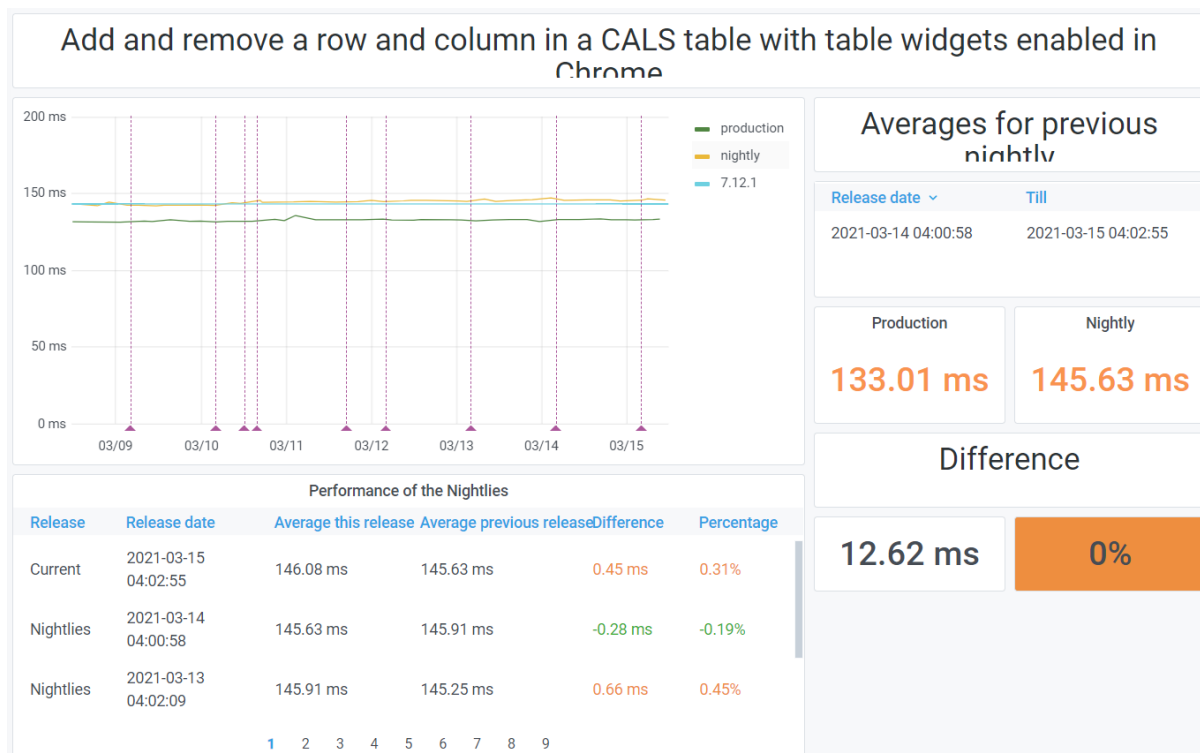 Add and remove a row and column in a CALS table with table widgets enabled in
Chrome
200 ms
150 ms
100 ms
50 ms
0 ms
03/09 03/10 03/11 03/12 03/13 03/14 03/15
production
nightly
7.12.1
Averages for previous
nightly
Release date Till
2021-03-14 04:00:58 2021-03-15 04:02:55
Production
133.01 ms
Nightly
145.63 ms
Difference
12.62 ms
0%
Performance of the Nightlies
Release Release date Average this release Average previous release Difference Percentage
Current 2021-03-15 04:02:55 146.08 ms 145.63 ms 0.45 ms 0.31%
Nightlies 2021-03-14 04:00:58 145.63 ms 145.91 ms -0.28 ms -0.19%
Nightlies 2021-03-13 04:02:09 145.91 ms 145.25 ms 0.66 ms 0.45%
1 2 3 4 5 6 7 8 9